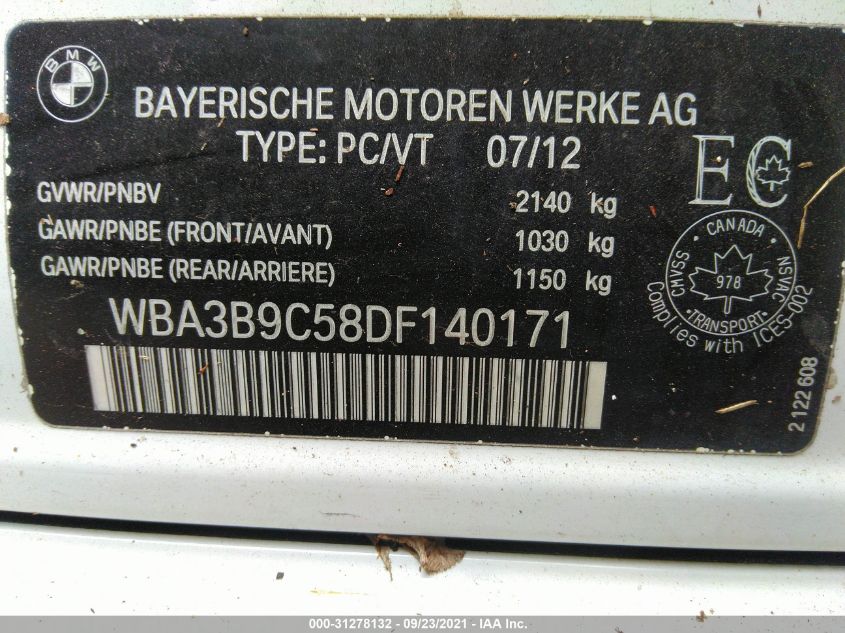 BMW
BAYERISCHE MOTOREN WERKE AG
TYPE: PC/VT 07/12
GVWR/PNBV 2140 kg
GAWR/PNBE (FRONT/AVANT) 1030 kg
GAWR/PNBE (REAR/ARRIERE) 1150 kg
WBA3B9C58DF140171
EC
CANADA
CMVSS
978
NSVAC
TRANSPORT
Complies with ICES-002
2 122 608
000-31278132 - 09/23/2021 - IAA Inc.